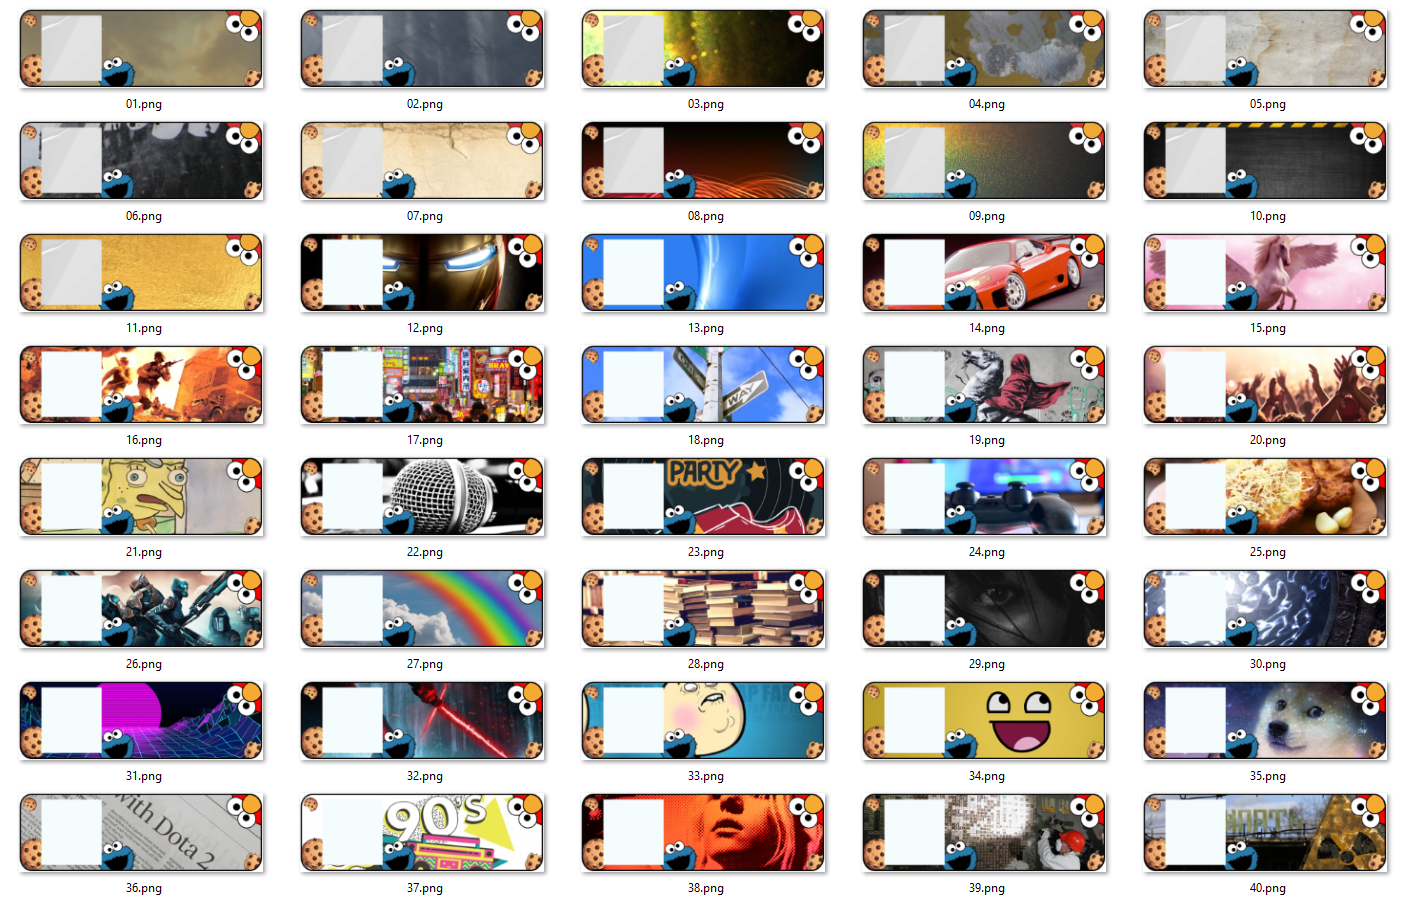 01.png 02.png 03.png 04.png 05.png
06.png 07.png 08.png 09.png 10.png
11.png 12.png 13.png 14.png 15.png
BRAVO
WAY
16.png 17.png 18.png 19.png 20.png
PARTY
21.png 22.png 23.png 24.png 25.png
26.png 27.png 28.png 29.png 30.png
31.png 32.png 33.png 34.png 35.png
with Dota 2
90's
36.png 37.png 38.png 39.png 40.png